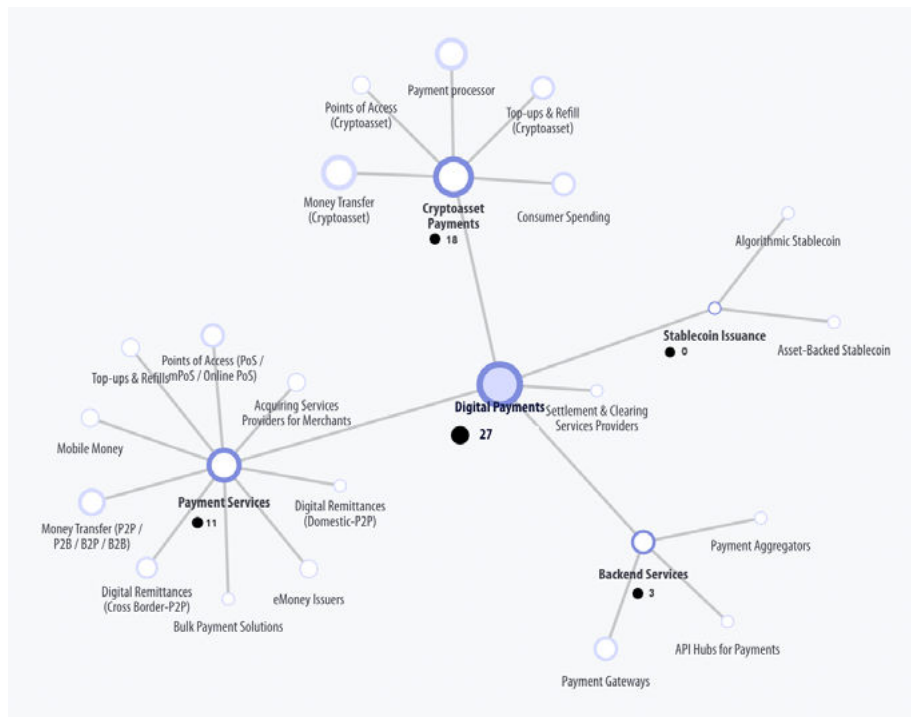 Payment processor
Points of Access
(Cryptoasset)
Top-ups & Refill
(Cryptoasset)
Money Transfer
(Cryptoasset)
Cryptoasset
Payments
18
Consumer Spending
Algorithmic Stablecoin
Stablecoin Issuance
0
Asset-Backed Stablecoin
Digital Payments
27
Settlement & Clearing
Services Providers
Points of Access (PoS /
mPoS / Online PoS)
Top-ups & Refills
Acquiring Services
Providers for Merchants
Mobile Money
Payment Services
11
Digital Remittances
(Domestic-P2P)
Money Transfer (P2P /
P2B / B2P / B2B)
Digital Remittances
(Cross Border-P2P)
eMoney Issuers
Bulk Payment Solutions
Payment Aggregators
Backend Services
3
API Hubs for Payments
Payment Gateways